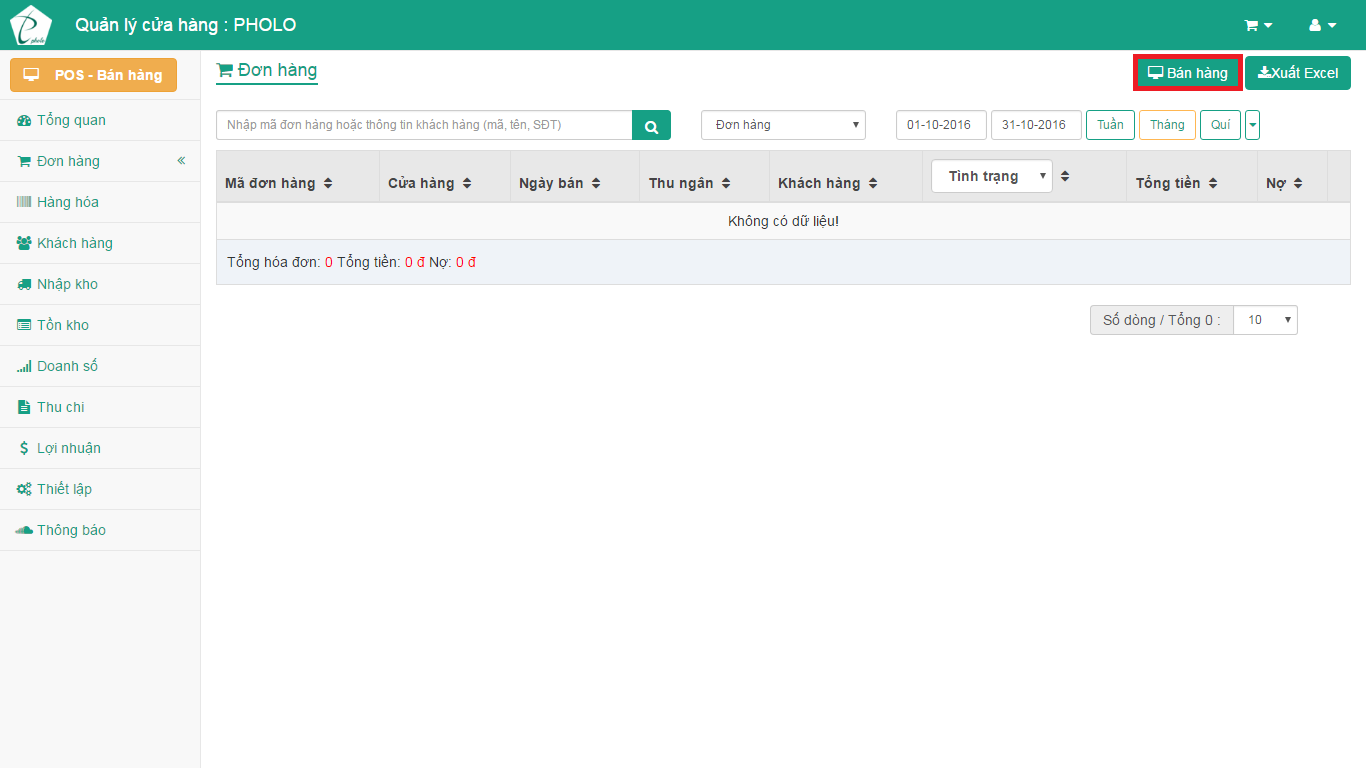 pholo
Quản lý cửa hàng : PHOLO
POS - Bán hàng
Tổng quan
Đơn hàng
Hàng hóa
Khách hàng
Nhập kho
Tồn kho
Doanh số
Thu chi
Lợi nhuận
Thiết lập
Thông báo
Đơn hàng
Bán hàng
Xuất Excel
Nhập mã đơn hàng hoặc thông tin khách hàng (mã, tên, SĐT)
Đơn hàng
01-10-2016
31-10-2016
Tuần
Tháng
Quí
Mã đơn hàng
Cửa hàng
Ngày bán
Thu ngân
Khách hàng
Tình trạng
Tổng tiền
Nợ
Không có dữ liệu!
Tổng hóa đơn: 0 Tổng tiền: 0 đ Nợ: 0 đ
Số dòng / Tổng 0 :
10